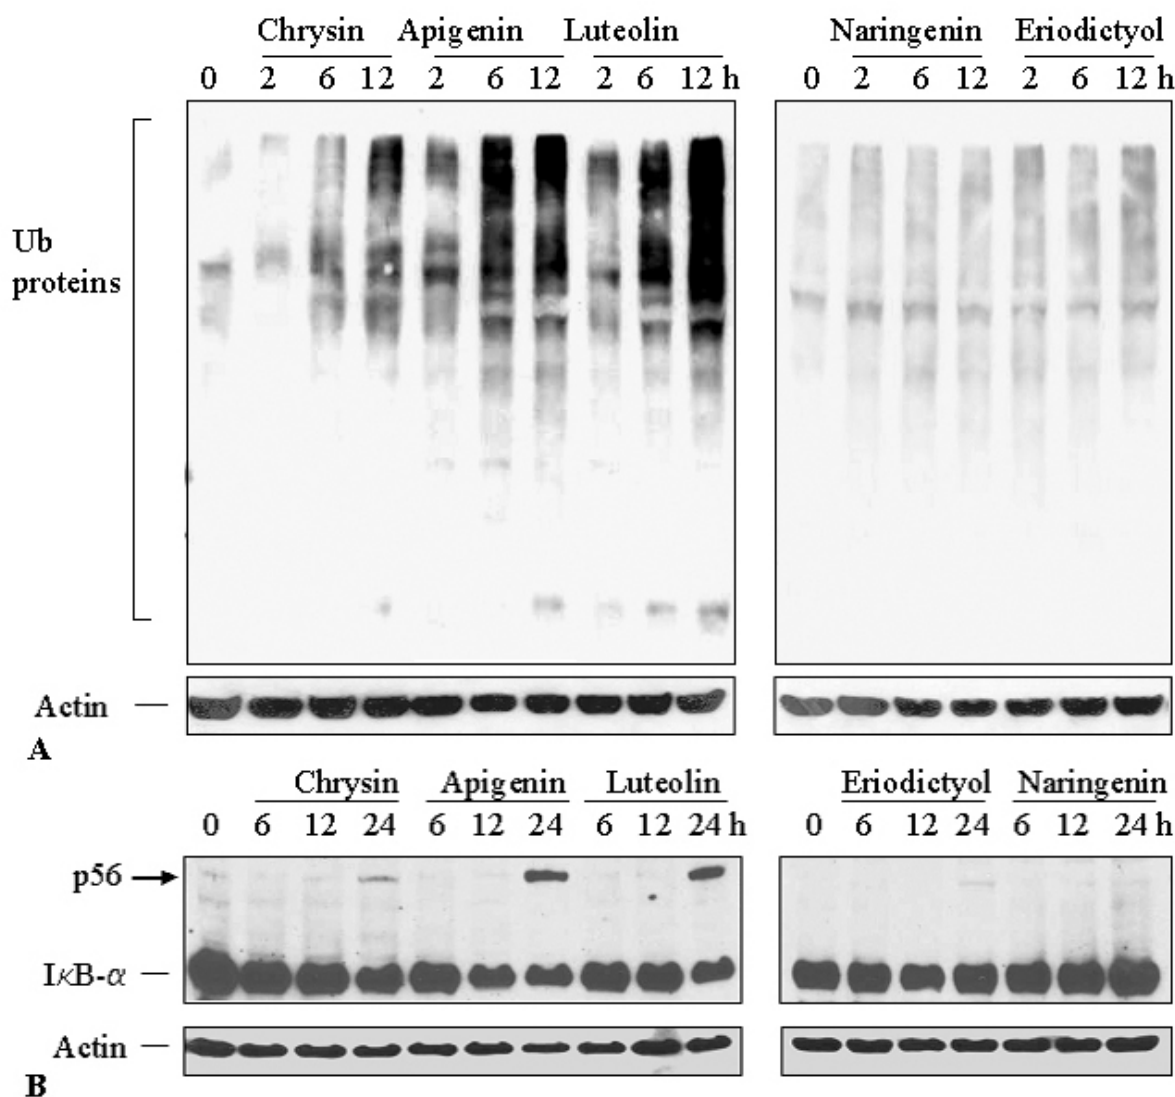 Chrysin Apigenin Luteolin Naringenin Eriodictyol
0 2 6 12 2 6 12 2 6 12 h 0 2 6 12 2 6 12 h
Ub
proteins
Actin
A
Chrysin Apigenin Luteolin Eriodictyol Naringenin
0 6 12 24 6 12 24 6 12 24 h 0 6 12 24 6 12 24 h
p56
IκB-α
Actin
B